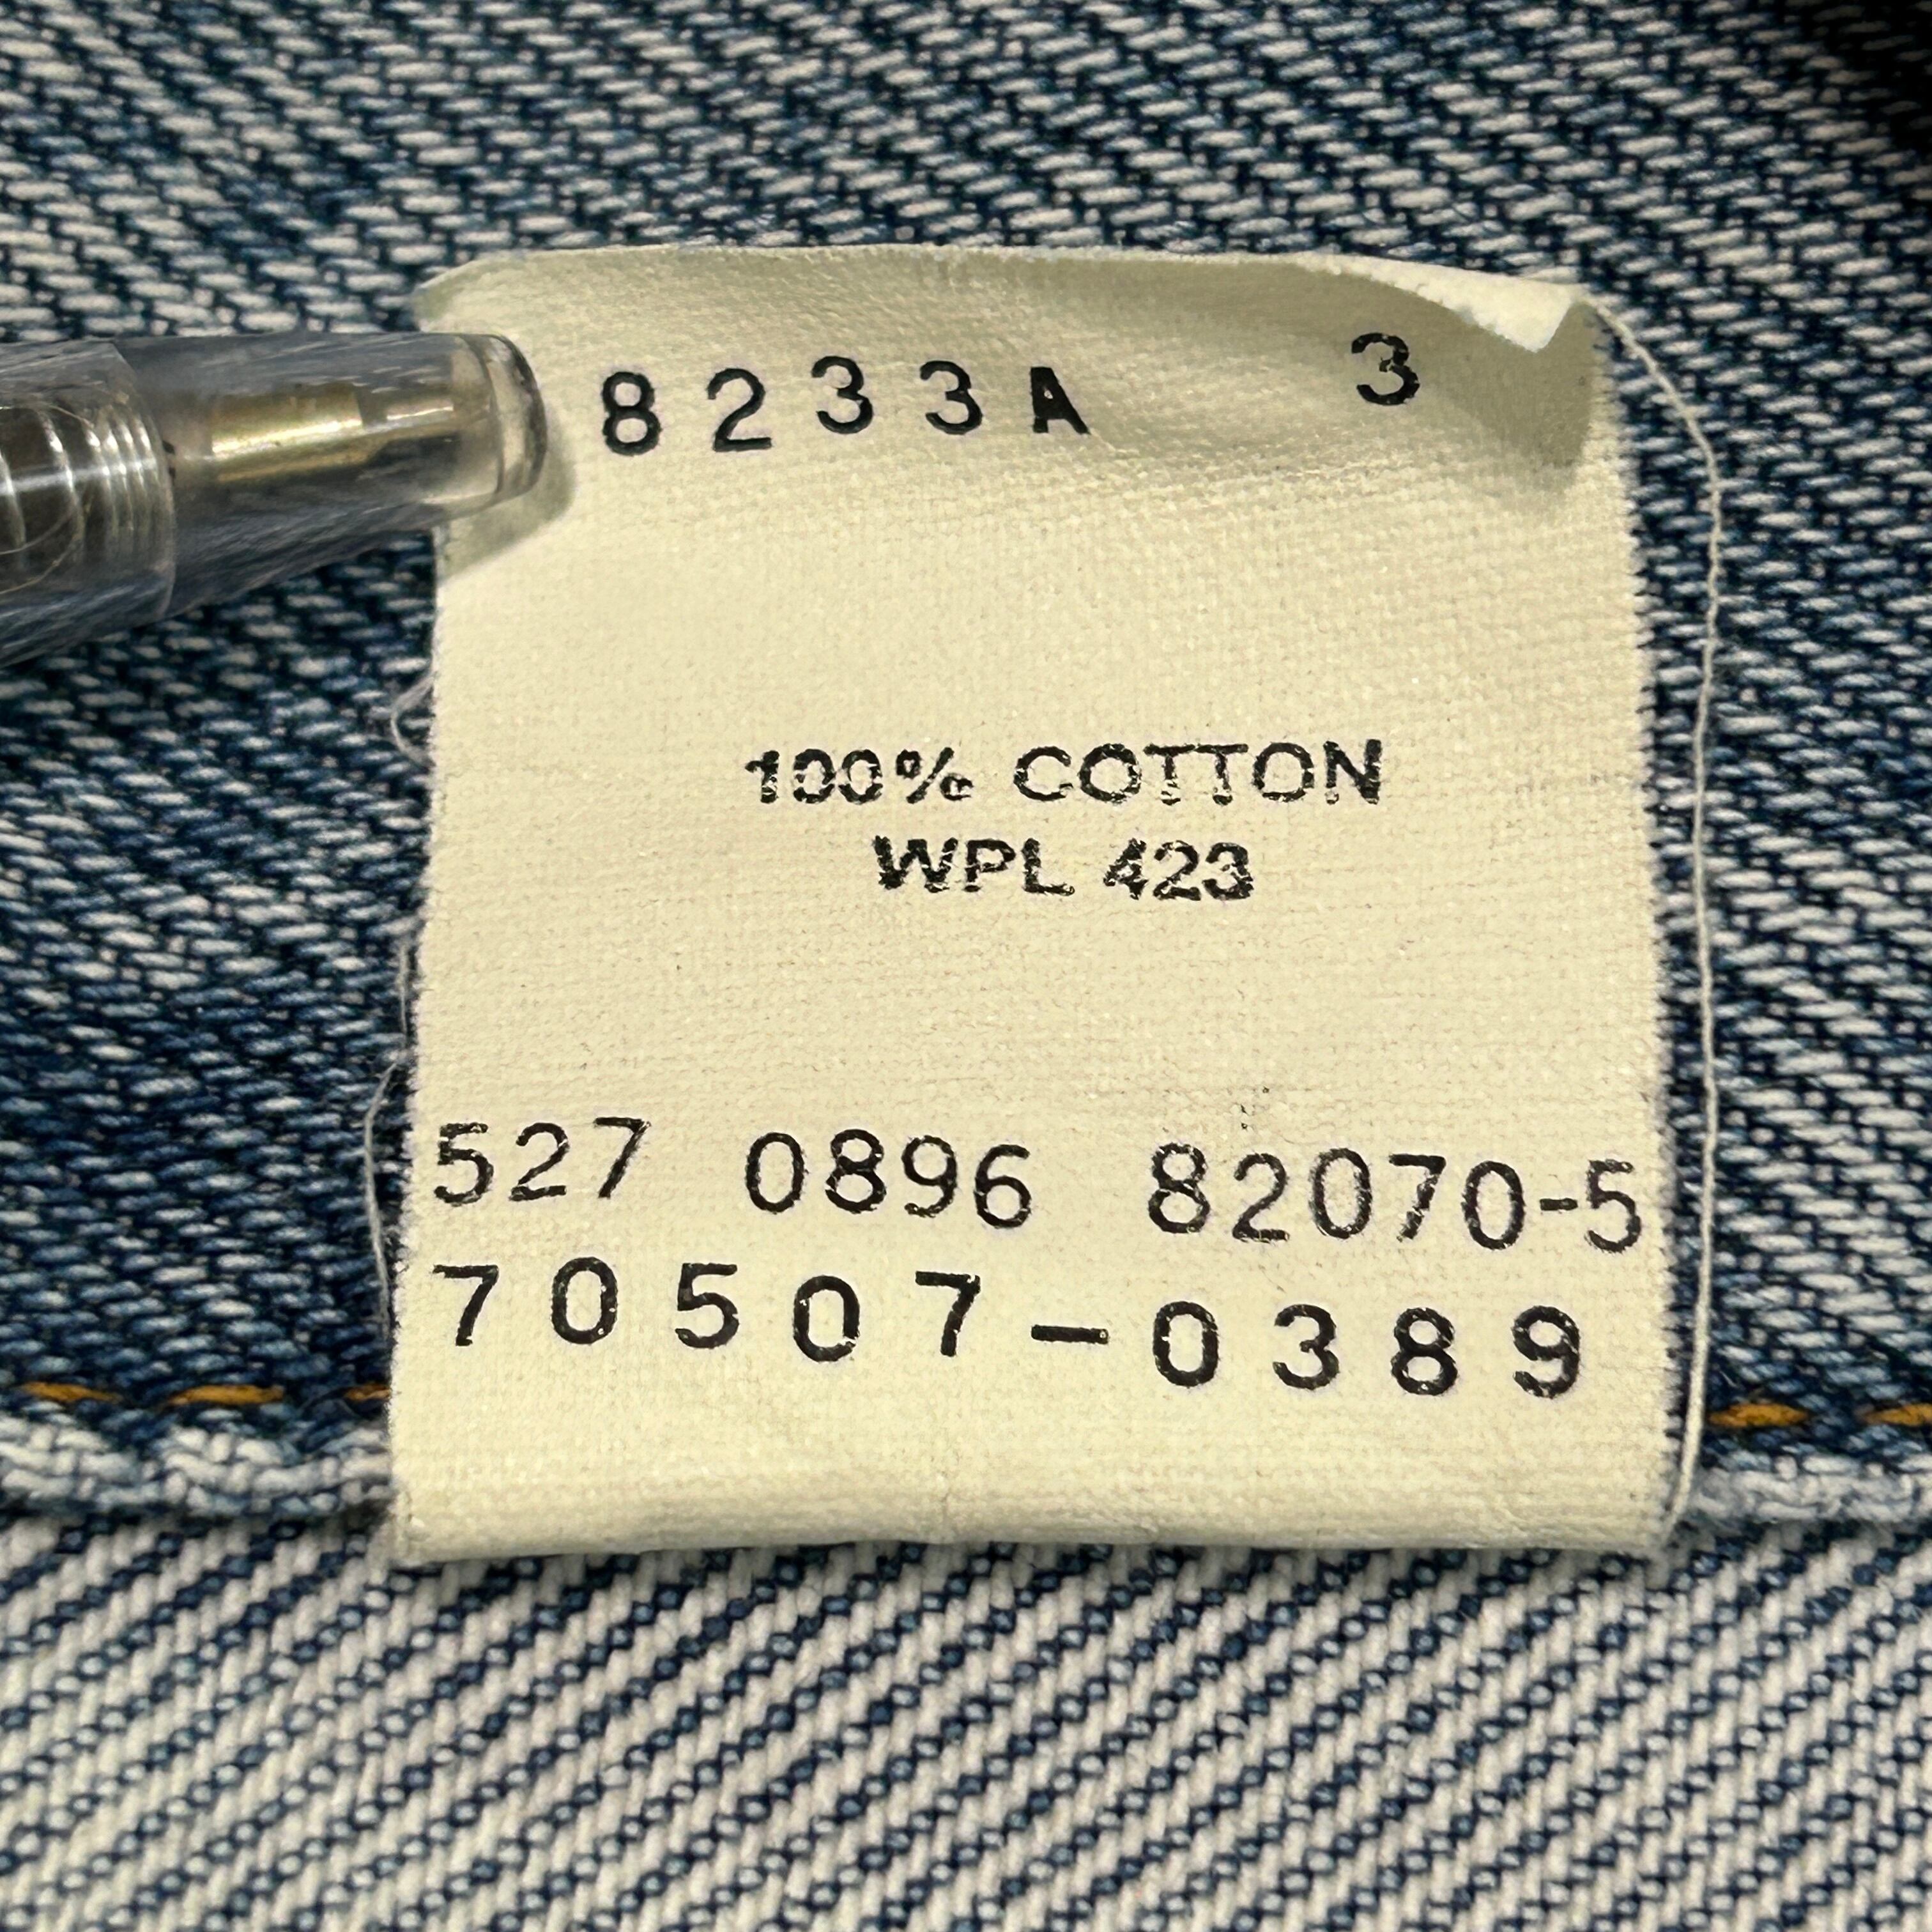 8233A 3
100% COTTON
WPL 423
527 0896 82070-5
70507-0389